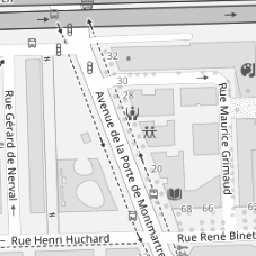 32
30
28
Avenue de la Porte de Montmartre
Rue Maurice Grimaud
Rue Gérard de Nerval
20
68
66
Rue Henri Huchard
Rue René Binet